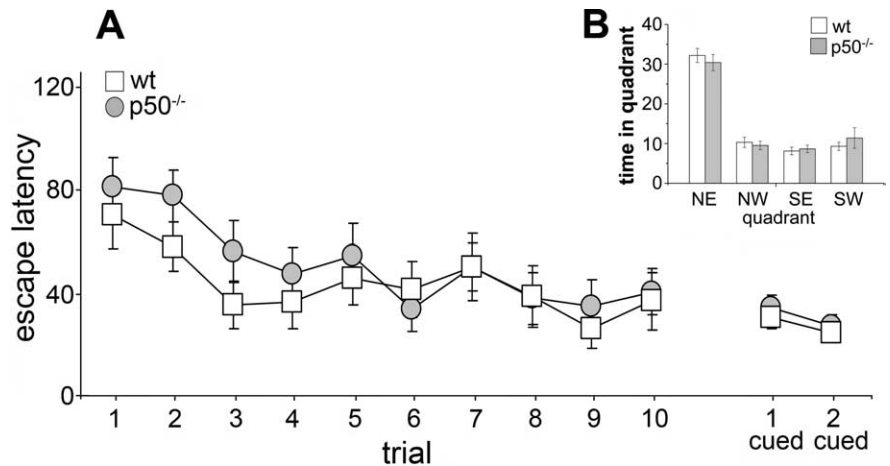 A
wt
p50-/-
120
80
40
0
escape latency
1 2 3 4 5 6 7 8 9 10 1 2
cued cued
trial
B
wt
p50-/-
40
30
20
10
0
time in quadrant
NE NW SE SW
quadrant